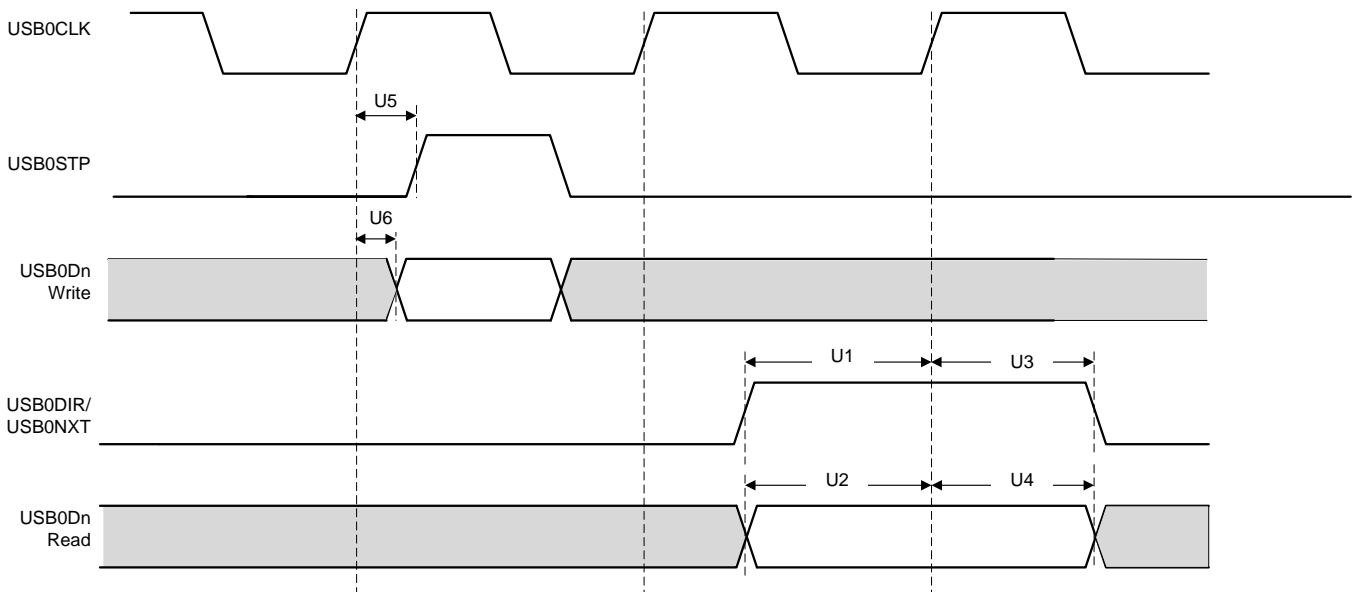 USB0CLK
U5
USB0STP
U6
USB0Dn
Write
U1
U3
USB0DIR/
USB0NXT
U2
U4
USB0Dn
Read